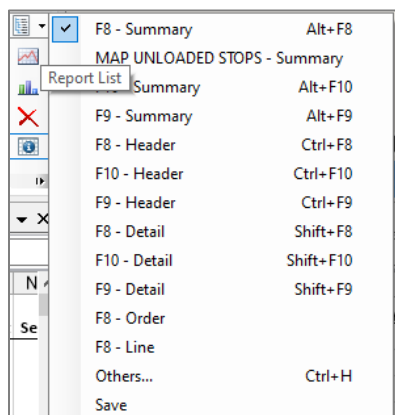 F8 - Summary Alt+F8
MAP UNLOADED STOPS - Summary
Report List
Summary Alt+F10
F9 - Summary Alt+F9
F8 - Header Ctrl+F8
F10 - Header Ctrl+F10
F9 - Header Ctrl+F9
F8 - Detail Shift+F8
F10 - Detail Shift+F10
F9 - Detail Shift+F9
N
F8 - Order
Se
F8 - Line
Others... Ctrl+H
Save